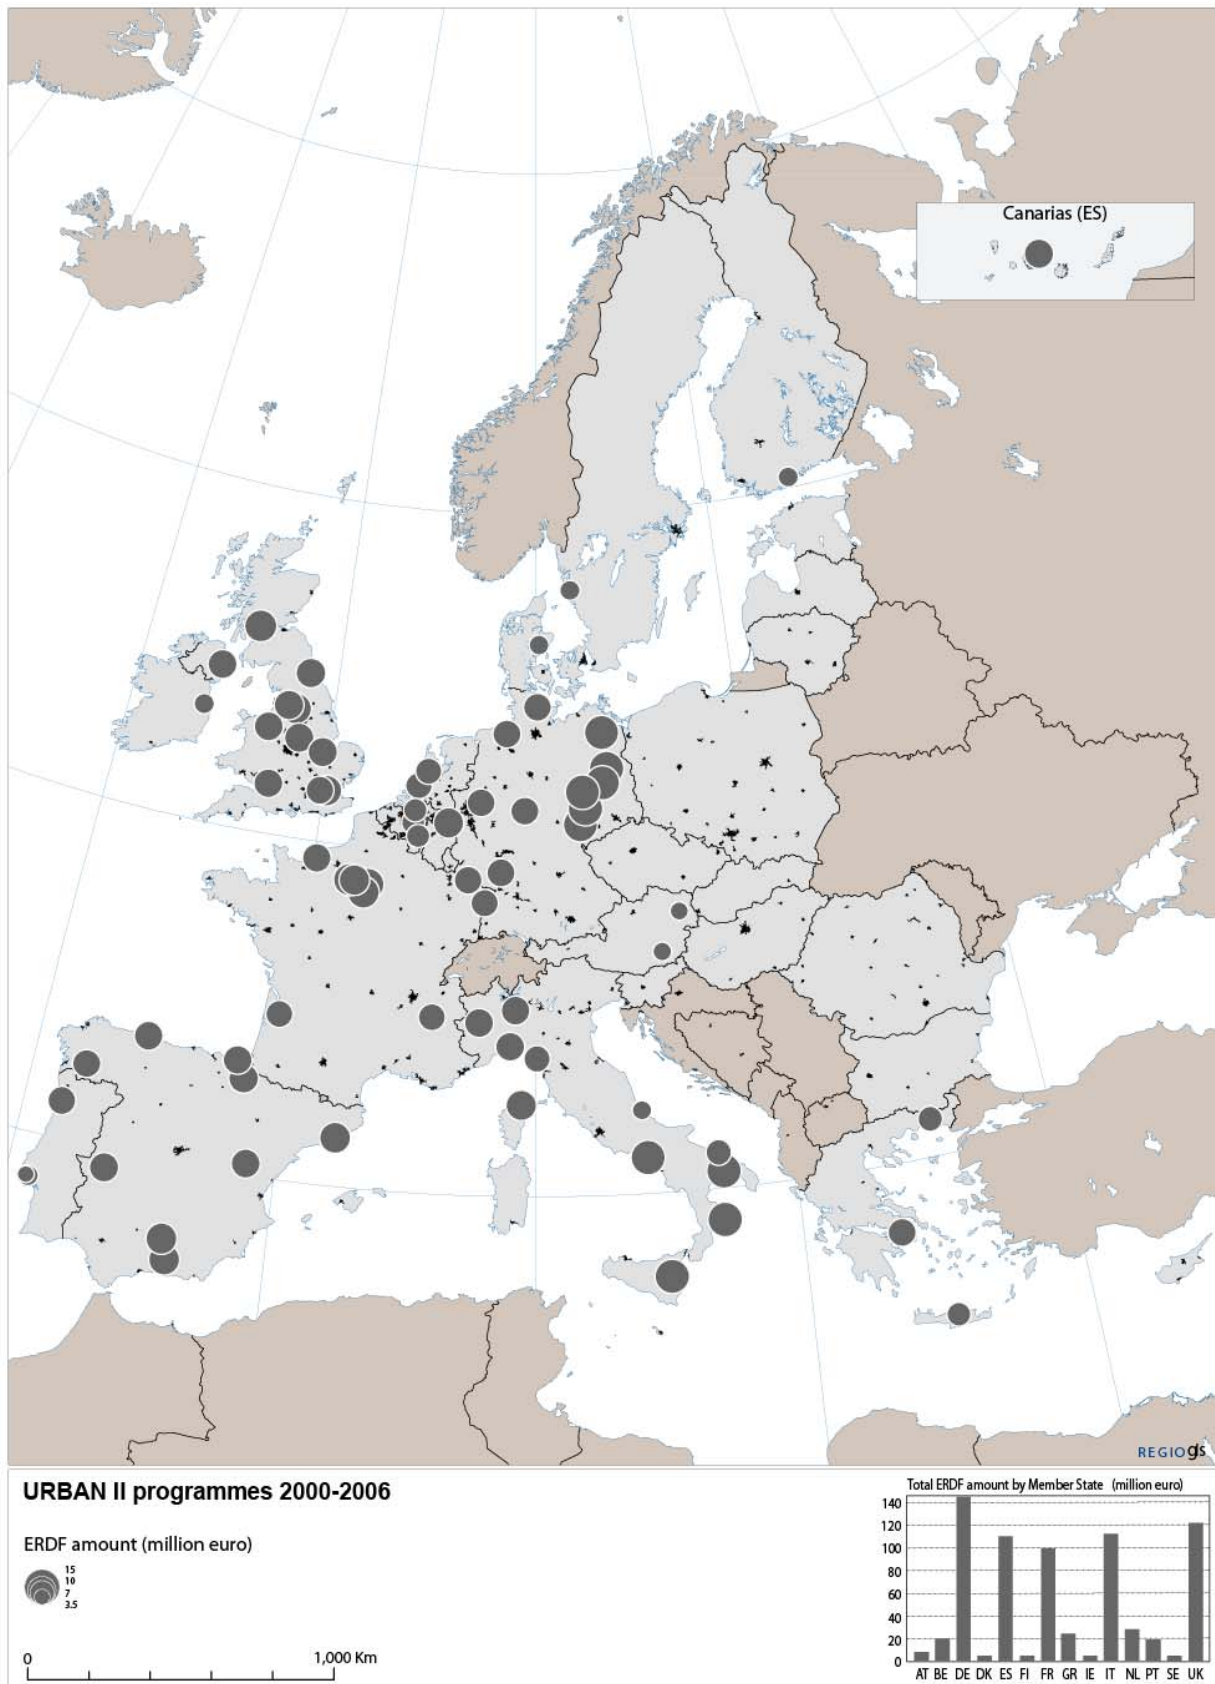 Canarias (ES)
REGIOgis
URBAN II programmes 2000-2006
ERDF amount (million euro)
15
10
7
3.5
0 1,000 Km
Total ERDF amount by Member State (million euro)
140
120
100
80
60
40
20
0
AT BE DE DK ES FI FR GR IE IT NL PT SE UK